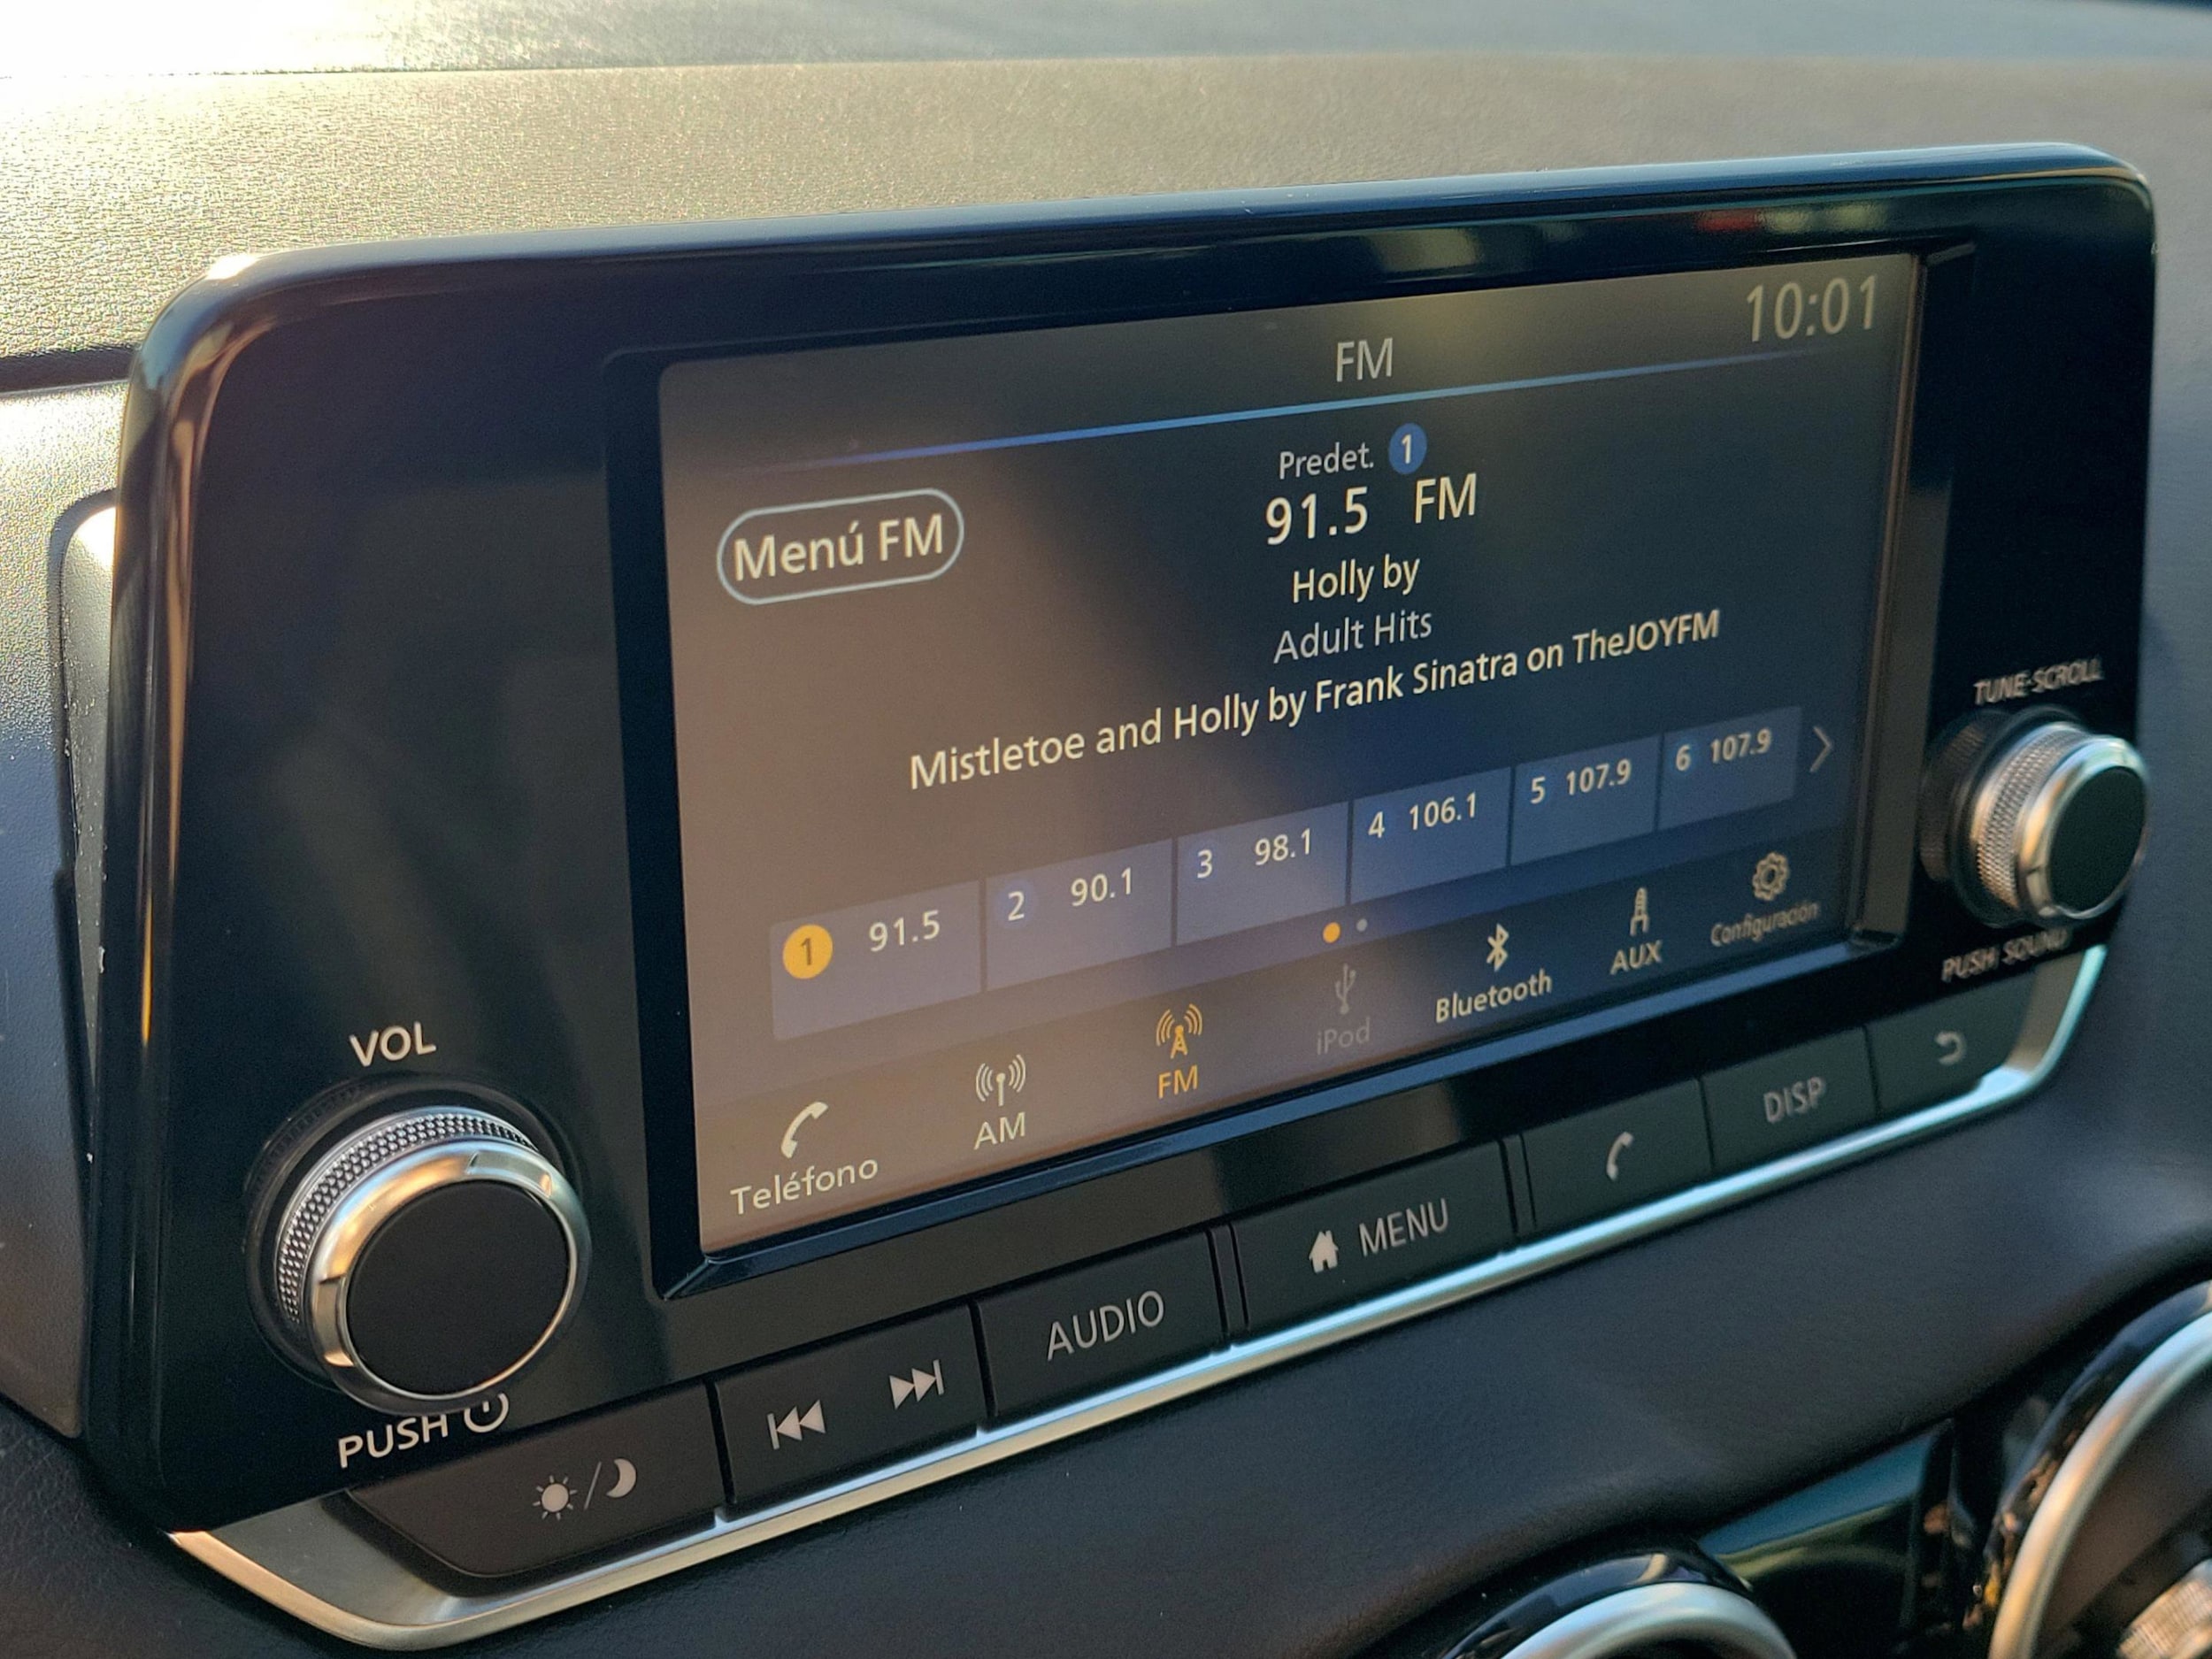 10:01
FM
Predet. 1
91.5 FM
Menú FM
Holly by
Adult Hits
Mistletoe and Holly by Frank Sinatra on TheJOYFM
1 91.5 2 90.1 3 98.1 4 106.1 5 107.9 6 107.9
Teléfono AM FM iPod Bluetooth AUX Configuración
TUNE·SCROLL
PUSH SOUND
VOL
PUSH
AUDIO MENU DISP